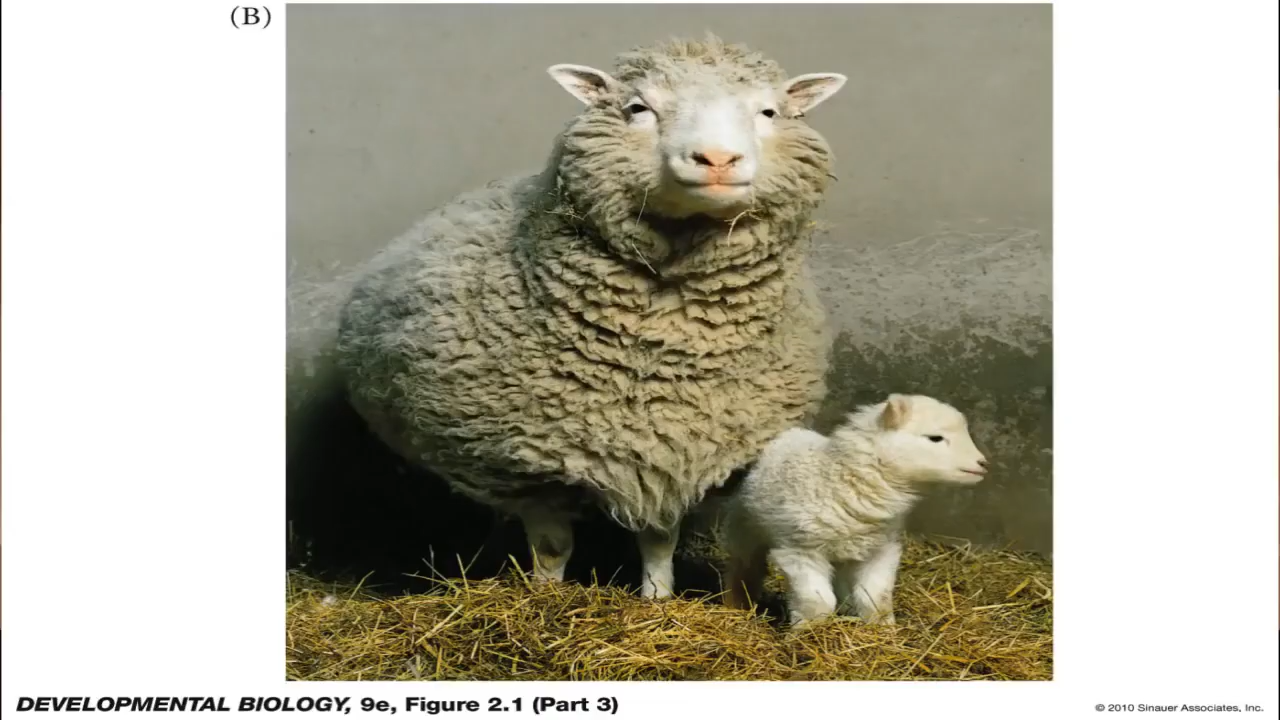 (B)
DEVELOPMENTAL BIOLOGY, 9e, Figure 2.1 (Part 3)
© 2010 Sinauer Associates, Inc.